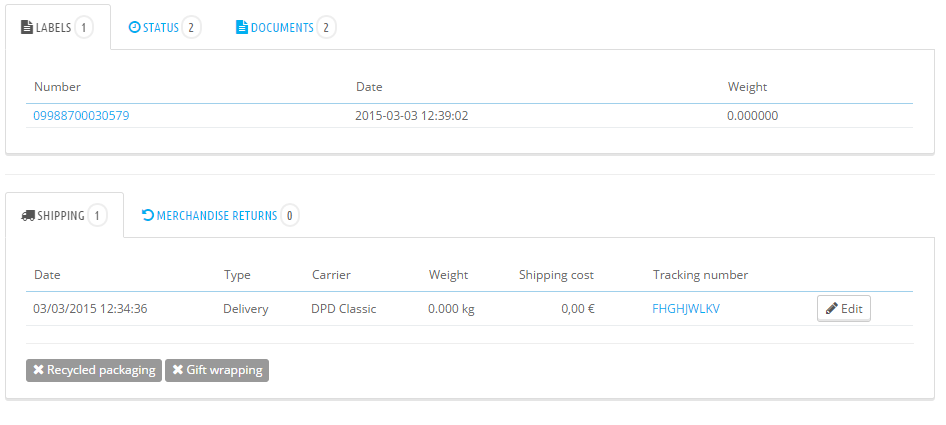 LABELS 1 STATUS 2 DOCUMENTS 2
Number Date Weight
09988700030579 2015-03-03 12:39:02 0.000000
SHIPPING 1 MERCHANDISE RETURNS 0
Date Type Carrier Weight Shipping cost Tracking number
03/03/2015 12:34:36 Delivery DPD Classic 0.000 kg 0,00 € FHGHJWLKV Edit
Recycled packaging Gift wrapping